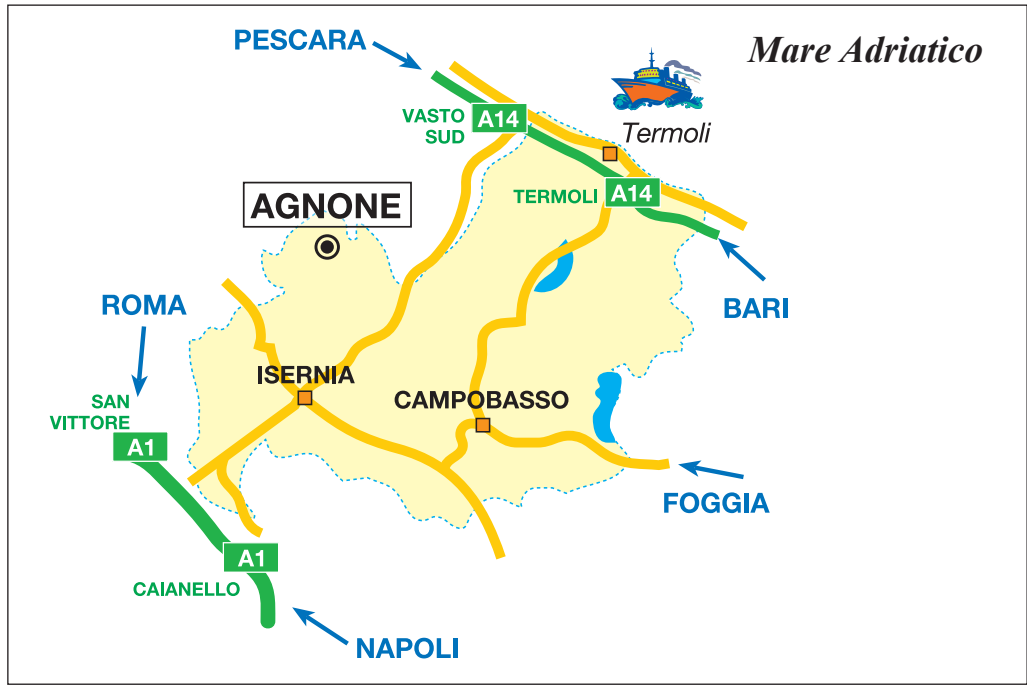 PESCARA
Mare Adriatico
VASTO
SUD
A14
Termoli
TERMOLI
A14
AGNONE
ROMA
BARI
ISERNIA
CAMPOBASSO
SAN
VITTORE
A1
FOGGIA
A1
CAIANELLO
NAPOLI